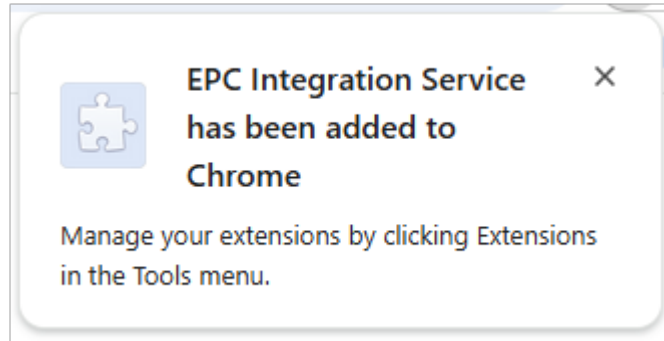 EPC Integration Service
has been added to
Chrome
Manage your extensions by clicking Extensions
in the Tools menu.